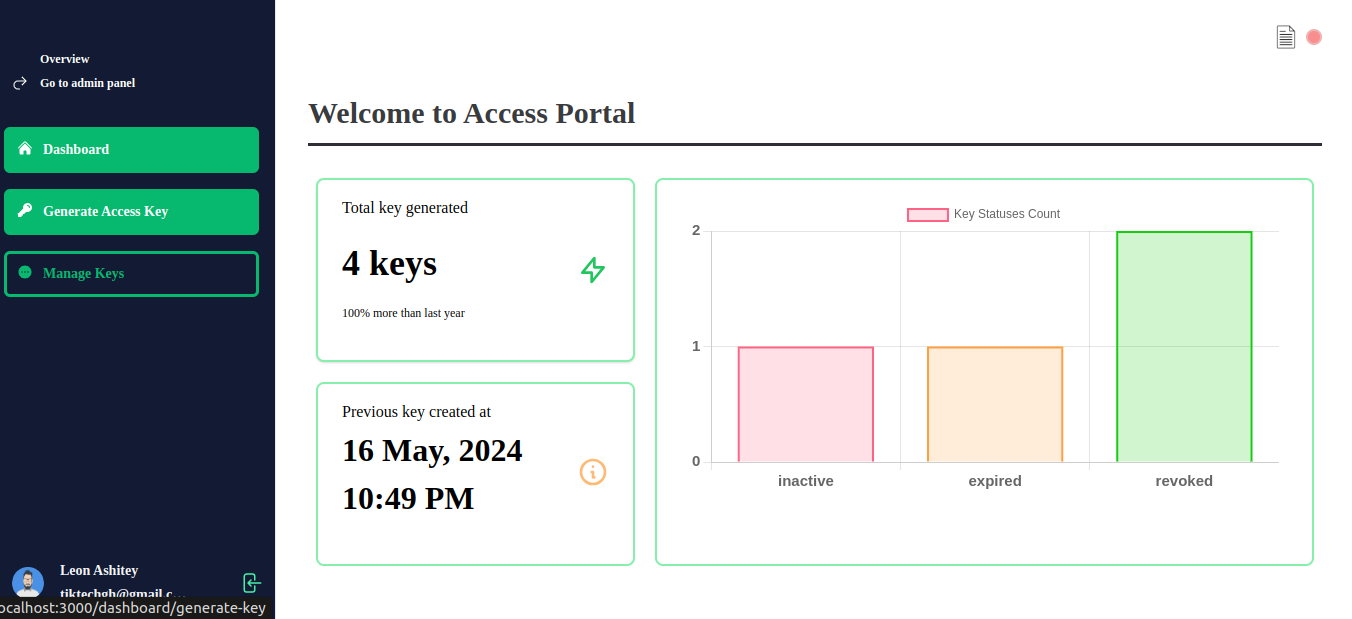 Overview
Go to admin panel
Dashboard
Generate Access Key
Manage Keys
Leon Ashitey
tiktechgh@gmail.c...
ocalhost:3000/dashboard/generate-key
Welcome to Access Portal
Total key generated
4 keys
100% more than last year
Previous key created at
16 May, 2024
10:49 PM
Key Statuses Count
2
1
0
inactive expired revoked